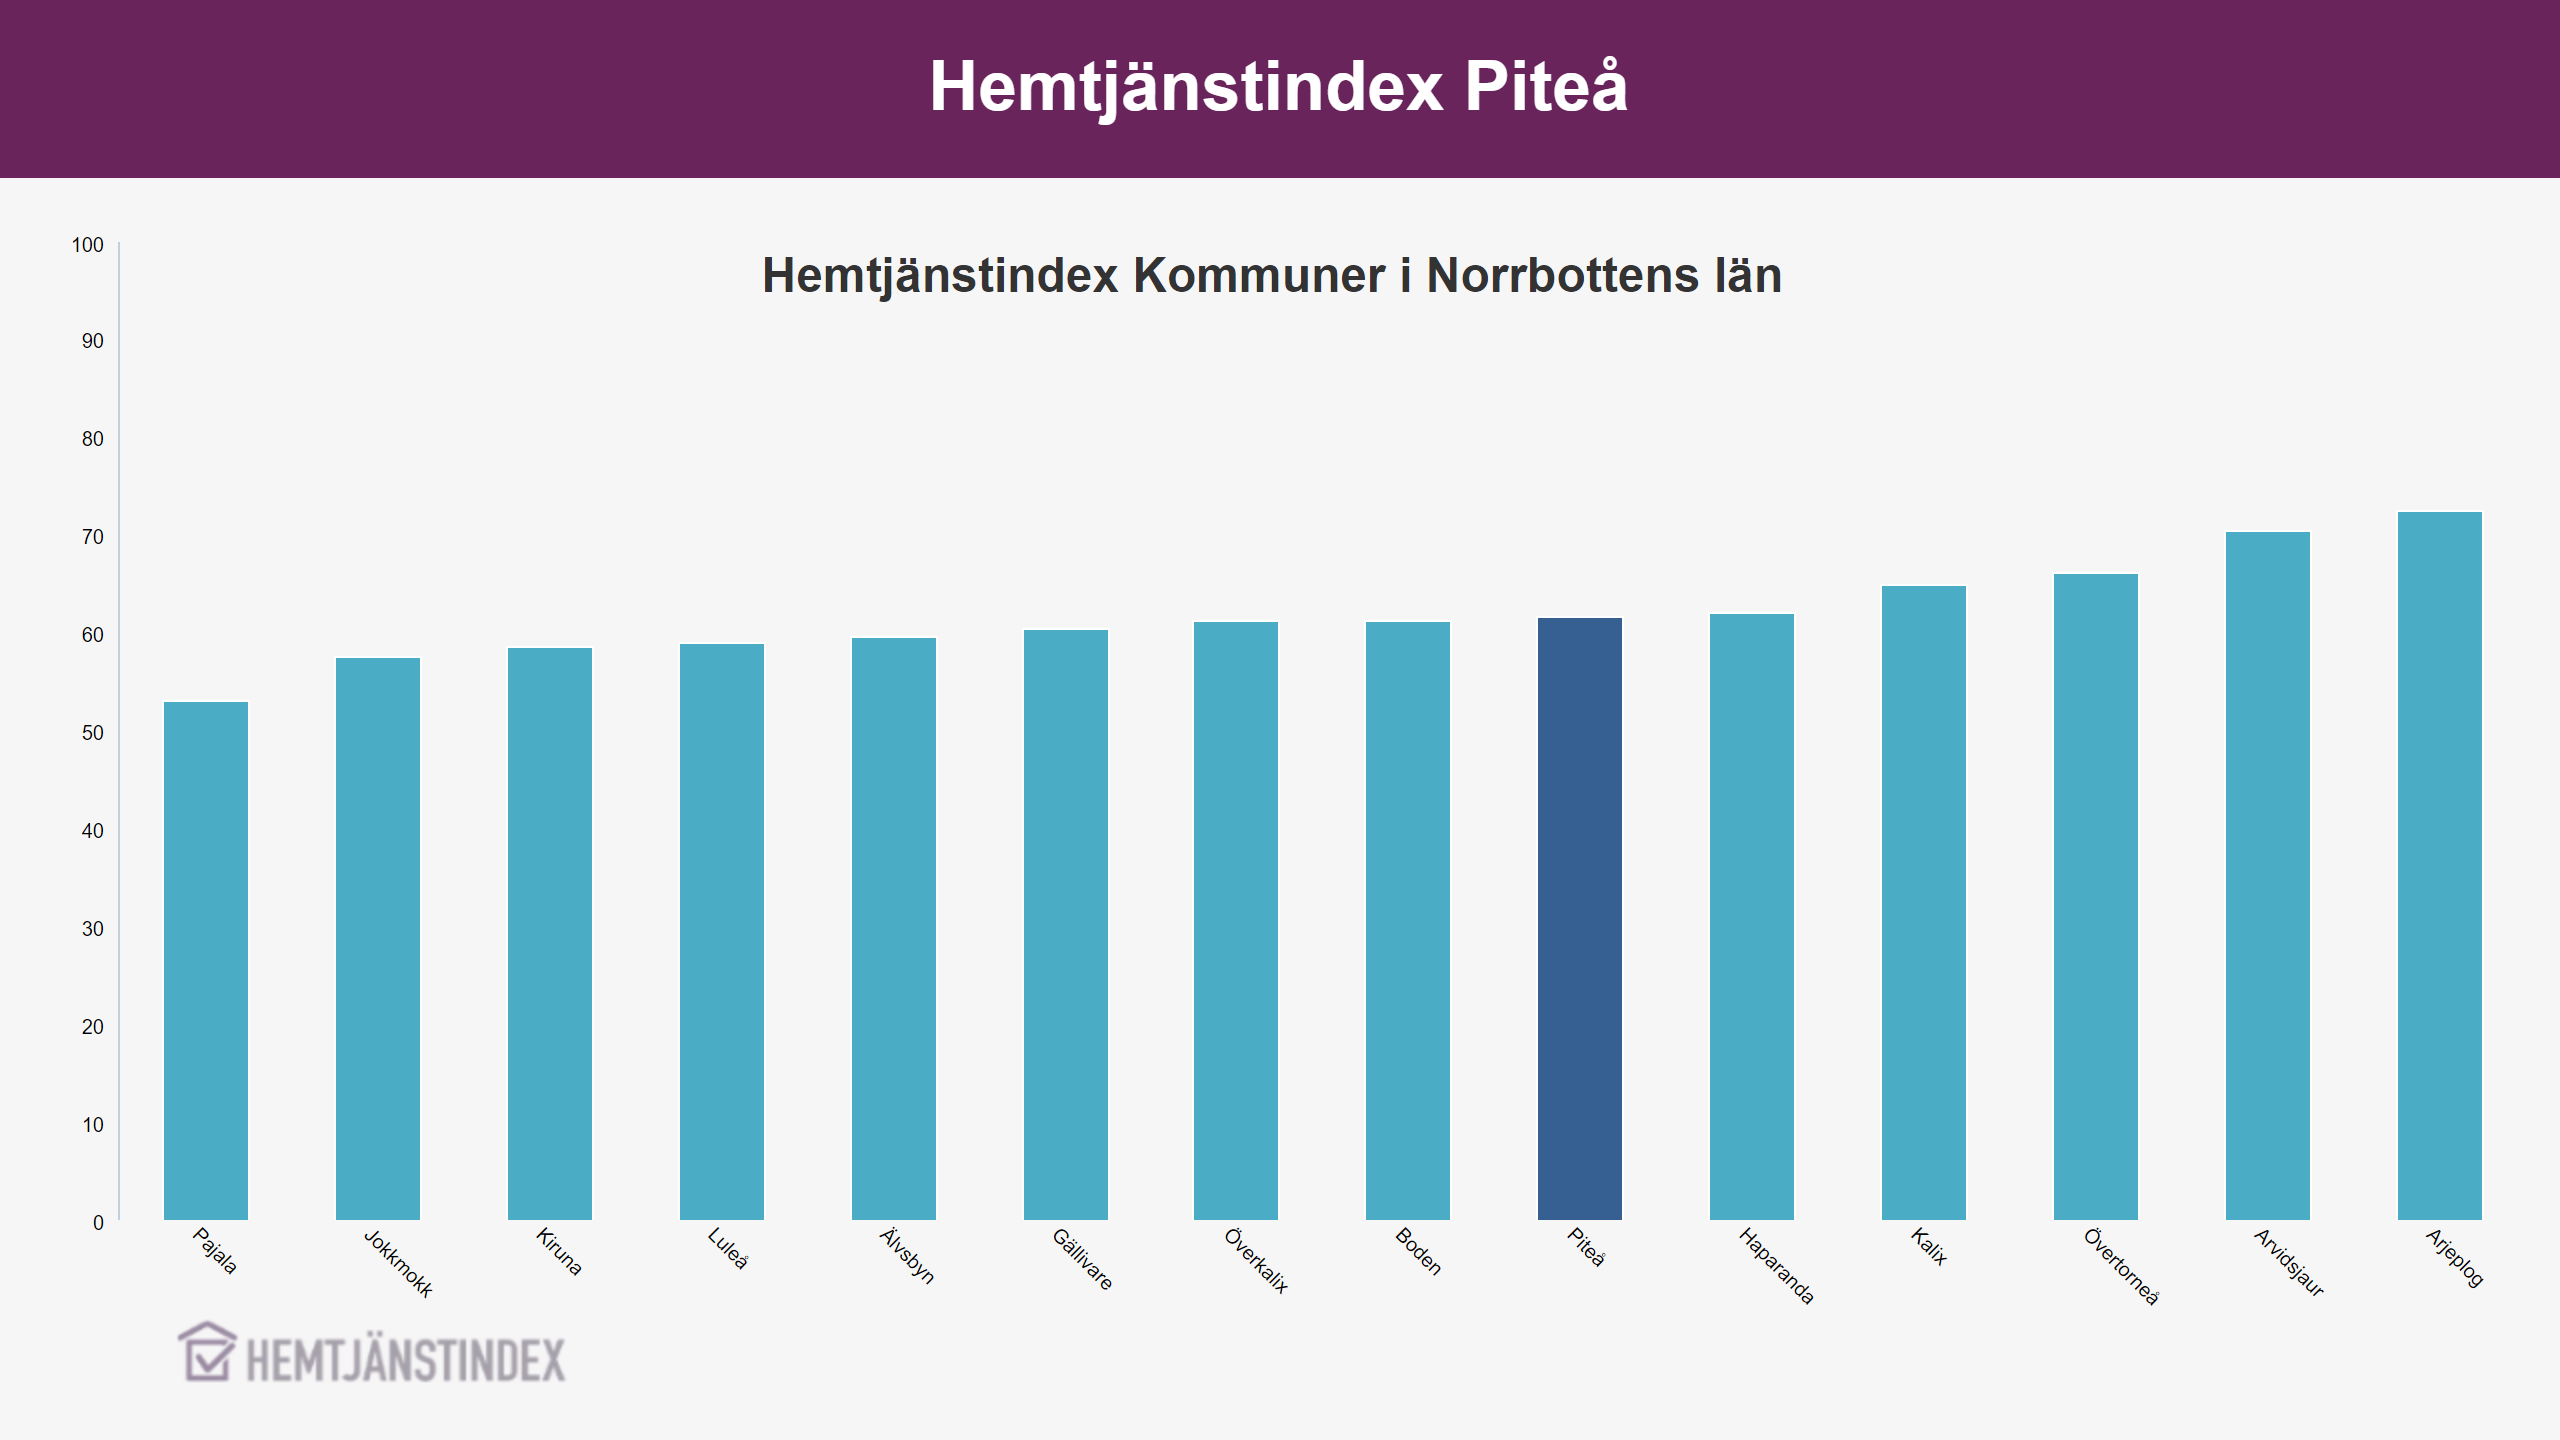 Hemtjänstindex Piteå
Hemtjänstindex Kommuner i Norrbottens län
100
90
80
70
60
50
40
30
20
10
0
Pajala
Jokkmokk
Kiruna
Luleå
Älvsbyn
Gällivare
Överkalix
Boden
Piteå
Haparanda
Kalix
Övertorneå
Arvidsjaur
Arjeplog
HEMTJÄNSTINDEX